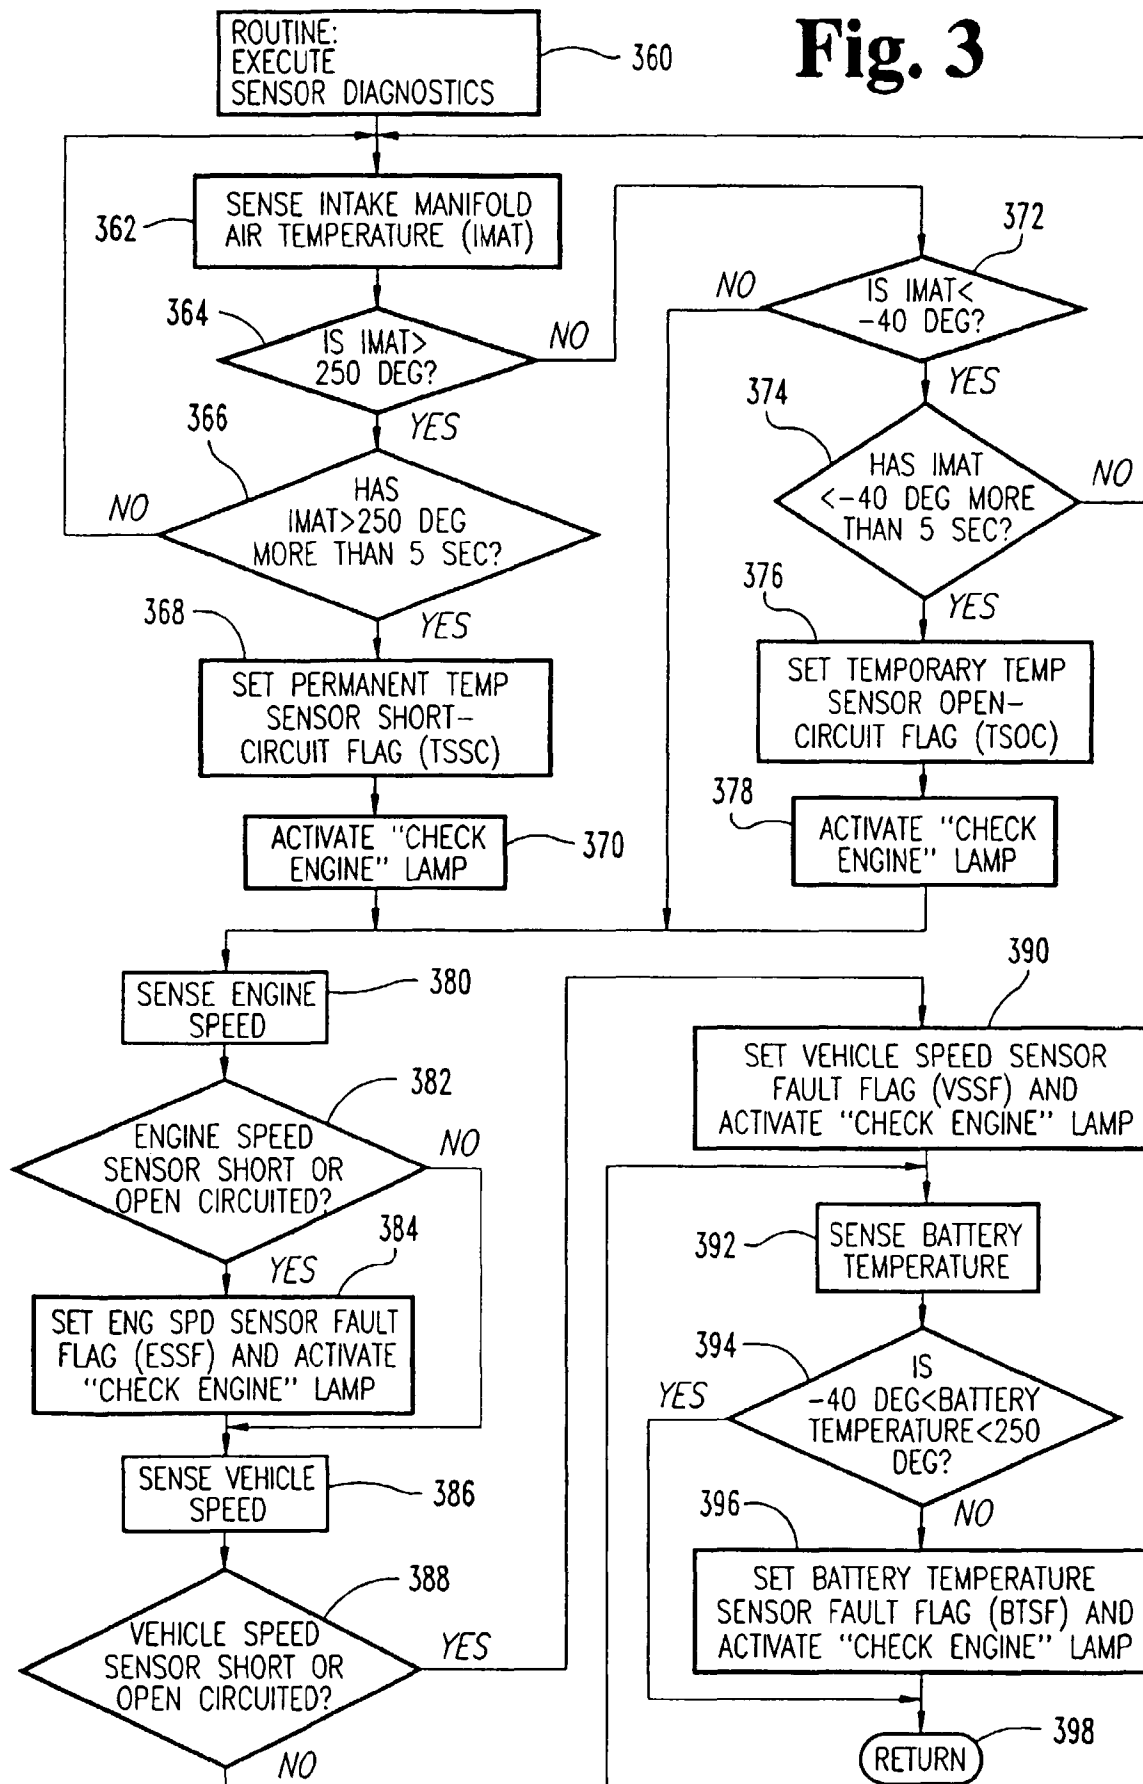 Fig. 3
ROUTINE:
EXECUTE
SENSOR DIAGNOSTICS
360
SENSE INTAKE MANIFOLD
AIR TEMPERATURE (IMAT)
362
364
IS IMAT>
250 DEG?
NO
YES
366
HAS
IMAT>250 DEG
MORE THAN 5 SEC?
NO
YES
368
SET PERMANENT TEMP
SENSOR SHORT-
CIRCUIT FLAG (TSSC)
ACTIVATE "CHECK
ENGINE" LAMP
370
372
IS IMAT<
-40 DEG?
NO
YES
374
HAS IMAT
<-40 DEG MORE
THAN 5 SEC?
NO
YES
376
SET TEMPORARY TEMP
SENSOR OPEN-
CIRCUIT FLAG (TSOC)
378
ACTIVATE "CHECK
ENGINE" LAMP
SENSE ENGINE
SPEED
380
382
ENGINE SPEED
SENSOR SHORT OR
OPEN CIRCUITED?
NO
YES
384
SET ENG SPD SENSOR FAULT
FLAG (ESSF) AND ACTIVATE
"CHECK ENGINE" LAMP
SENSE VEHICLE
SPEED
386
388
VEHICLE SPEED
SENSOR SHORT OR
OPEN CIRCUITED?
YES
NO
390
SET VEHICLE SPEED SENSOR
FAULT FLAG (VSSF) AND
ACTIVATE "CHECK ENGINE" LAMP
392
SENSE BATTERY
TEMPERATURE
394
IS
-40 DEG<BATTERY
TEMPERATURE<250
DEG?
YES
NO
396
SET BATTERY TEMPERATURE
SENSOR FAULT FLAG (BTSF) AND
ACTIVATE "CHECK ENGINE" LAMP
RETURN
398